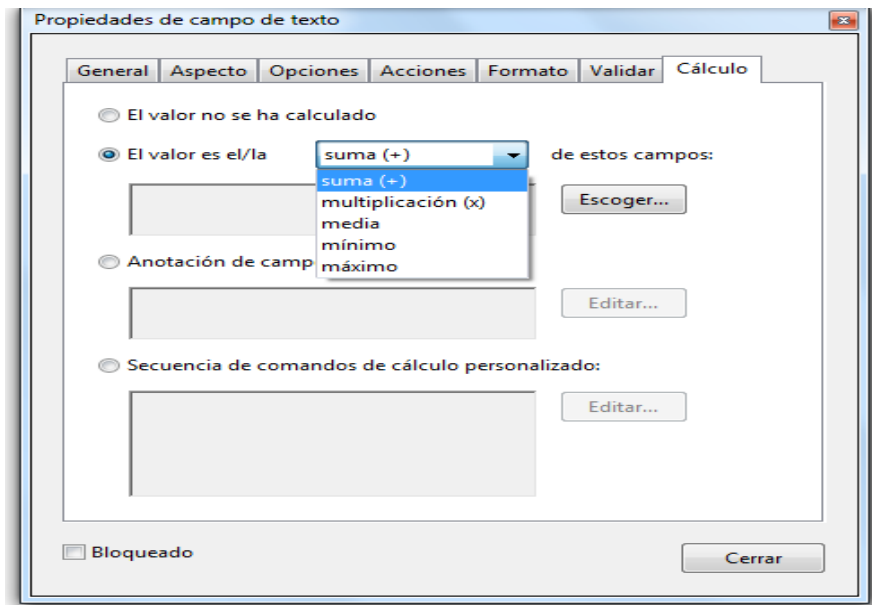 Propiedades de campo de texto
General Aspecto Opciones Acciones Formato Validar Cálculo
El valor no se ha calculado
El valor es el/la suma (+) de estos campos:
suma (+)
multiplicación (x)
media
mínimo
máximo
Escoger...
Anotación de camp
Editar...
Secuencia de comandos de cálculo personalizado:
Editar...
Bloqueado
Cerrar